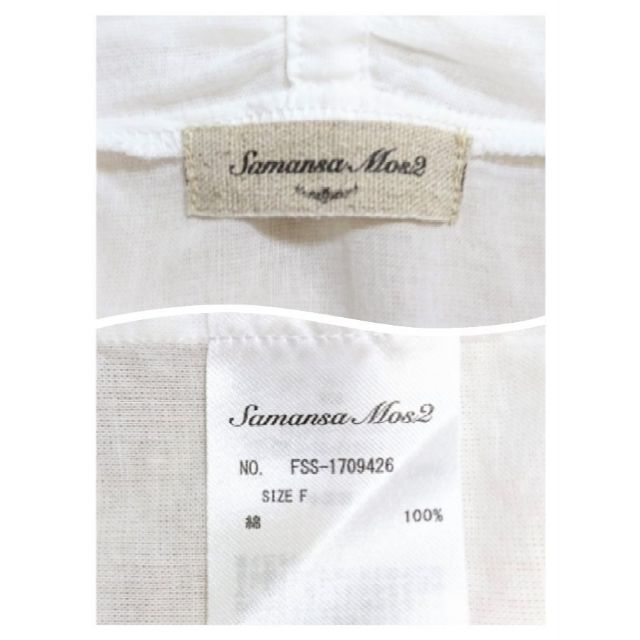 Samansa Mos2
Samansa Mos2
NO. FSS-1709426
SIZE F
綿 100%